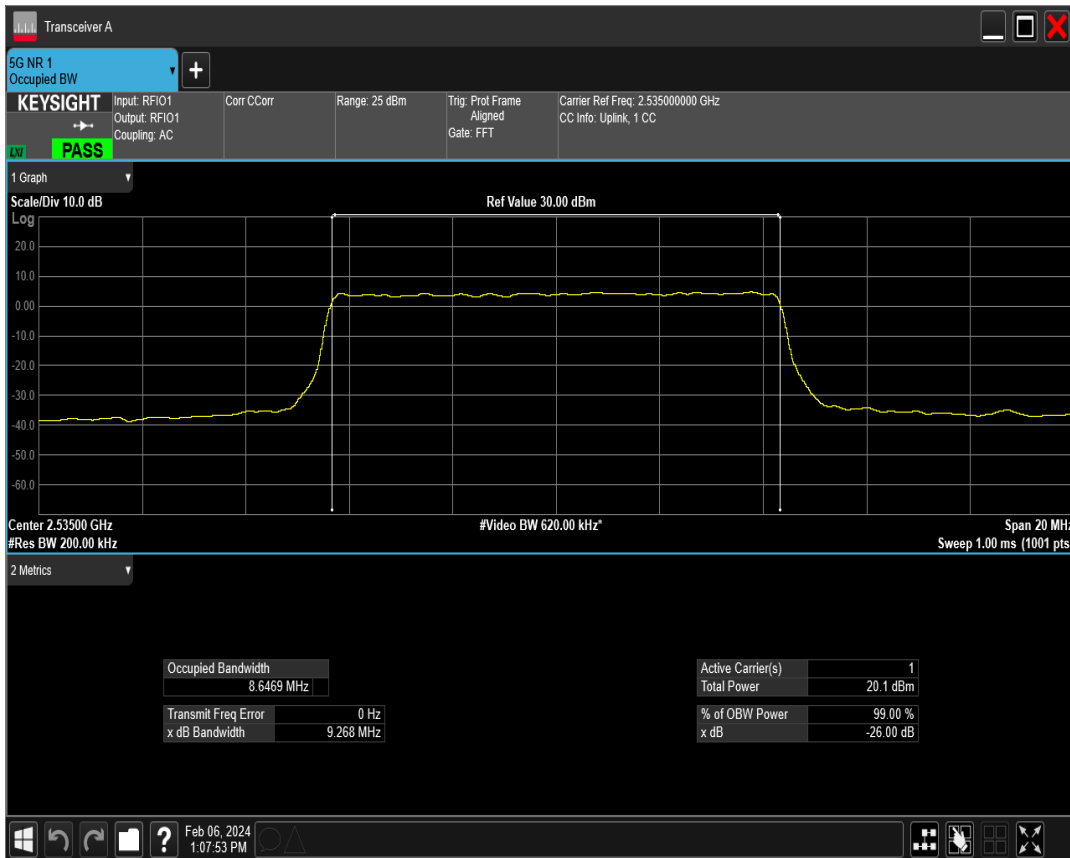 Transceiver A
5G NR 1
Occupied BW
+
KEYSIGHT
LXI
PASS
Input: RFIO1
Output: RFIO1
Coupling: AC
Corr CCorr
Range: 25 dBm
Trig: Prot Frame
Aligned
Gate: FFT
Carrier Ref Freq: 2.535000000 GHz
CC Info: Uplink, 1 CC
1 Graph
Scale/Div 10.0 dB
Ref Value 30.00 dBm
Log
20.0
10.0
0.00
-10.0
-20.0
-30.0
-40.0
-50.0
-60.0
Center 2.53500 GHz
#Video BW 620.00 kHz*
Span 20 MHz
#Res BW 200.00 kHz
Sweep 1.00 ms (1001 pts
2 Metrics
Occupied Bandwidth
8.6469 MHz
Transmit Freq Error 0 Hz
x dB Bandwidth 9.268 MHz
Active Carrier(s) 1
Total Power 20.1 dBm
% of OBW Power 99.00 %
x dB -26.00 dB
?
Feb 06, 2024
1:07:53 PM